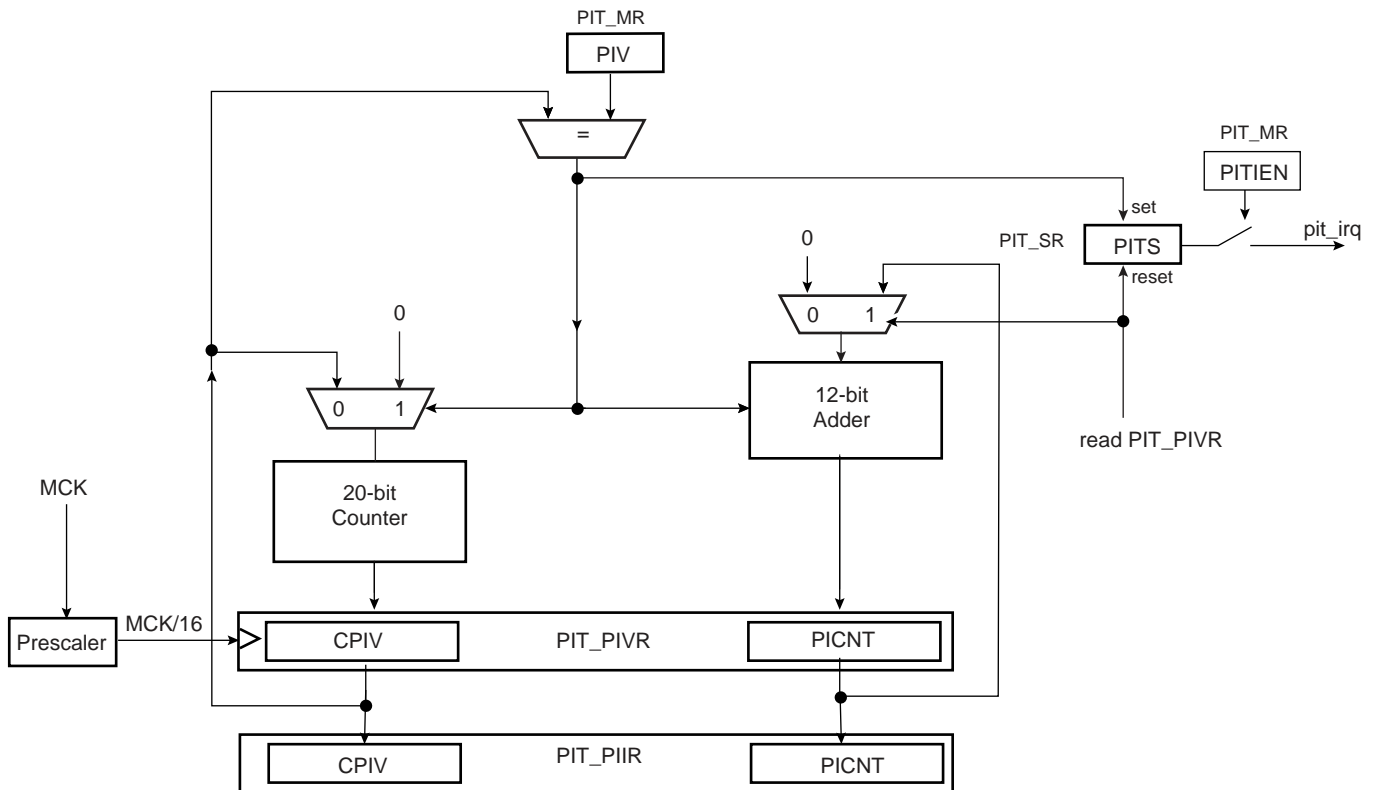 PIT_MR
PIV
=
PIT_MR
PITIEN
set
PIT_SR
PITS
pit_irq
reset
0
0 1
0
0 1
12-bit
Adder
read PIT_PIVR
MCK
20-bit
Counter
MCK/16
Prescaler
CPIV
PIT_PIVR
PICNT
CPIV
PIT_PIIR
PICNT